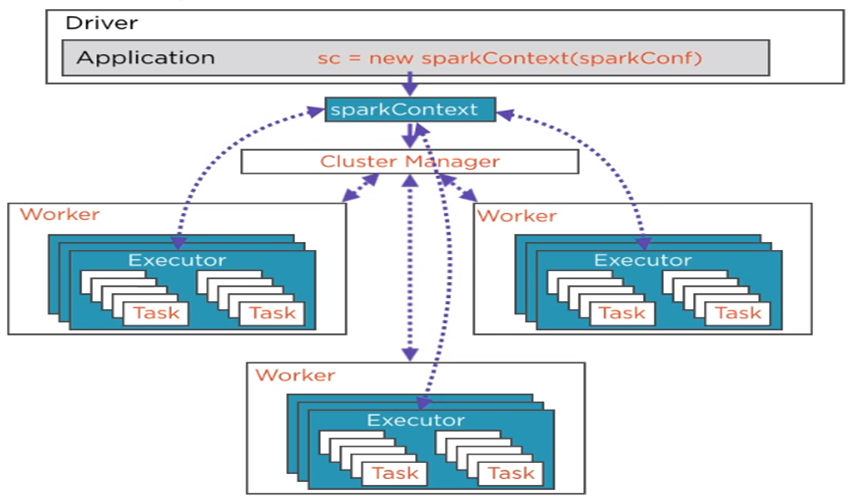 Driver
Application sc = new sparkContext(sparkConf)
sparkContext
Cluster Manager
Worker
Executor
Task Task
Worker
Executor
Task Task
Worker
Executor
Task Task